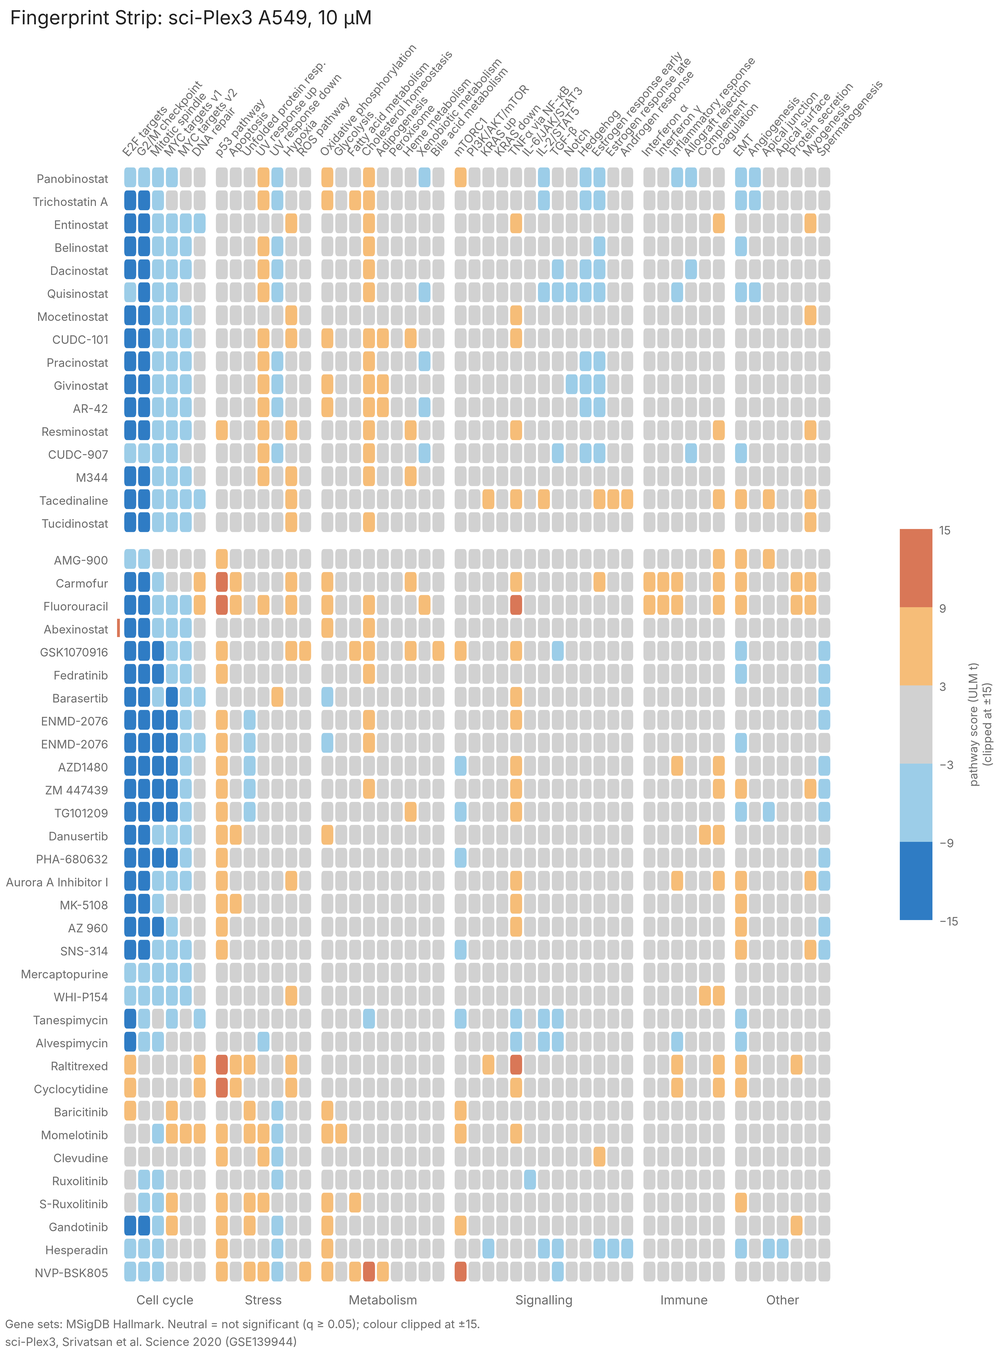 Fingerprint Strip: sci-Plex3 A549, 10 µM
E2F targets
G2/M checkpoint
Mitotic spindle
MYC targets v1
MYC targets v2
DNA repair
p53 pathway
Apoptosis
Unfolded protein resp.
UV response up
UV response down
Hypoxia
ROS pathway
Oxidative phosphorylation
Glycolysis
Fatty acid metabolism
Cholesterol homeostasis
Adipogenesis
Peroxisome
Heme metabolism
Xenobiotic metabolism
Bile acid metabolism
mTORC1
PI3K/AKT/mTOR
KRAS up
KRAS down
TNFα via NF-κB
IL-6/JAK/STAT3
IL-2/STAT5
TGF-β
Notch
Hedgehog
Estrogen response early
Estrogen response late
Androgen response
Interferon α
Interferon γ
Inflammatory response
Allograft rejection
Complement
Coagulation
EMT
Angiogenesis
Apical junction
Apical surface
Protein secretion
Myogenesis
Spermatogenesis
Panobinostat
Trichostatin A
Entinostat
Belinostat
Dacinostat
Quisinostat
Mocetinostat
CUDC-101
Pracinostat
Givinostat
AR-42
Resminostat
CUDC-907
M344
Tacedinaline
Tucidinostat
AMG-900
Carmofur
Fluorouracil
Abexinostat
GSK1070916
Fedratinib
Barasertib
ENMD-2076
ENMD-2076
AZD1480
ZM 447439
TG101209
Danusertib
PHA-680632
Aurora A Inhibitor I
MK-5108
AZ 960
SNS-314
Mercaptopurine
WHI-P154
Tanespimycin
Alvespimycin
Raltitrexed
Cyclocytidine
Baricitinib
Momelotinib
Clevudine
Ruxolitinib
S-Ruxolitinib
Gandotinib
Hesperadin
NVP-BSK805
Cell cycle
Stress
Metabolism
Signalling
Immune
Other
15
9
3
−3
−9
−15
pathway score (ULM t)
(clipped at ±15)
Gene sets: MSigDB Hallmark. Neutral = not significant (q ≥ 0.05); colour clipped at ±15.
sci-Plex3, Srivatsan et al. Science 2020 (GSE139944)